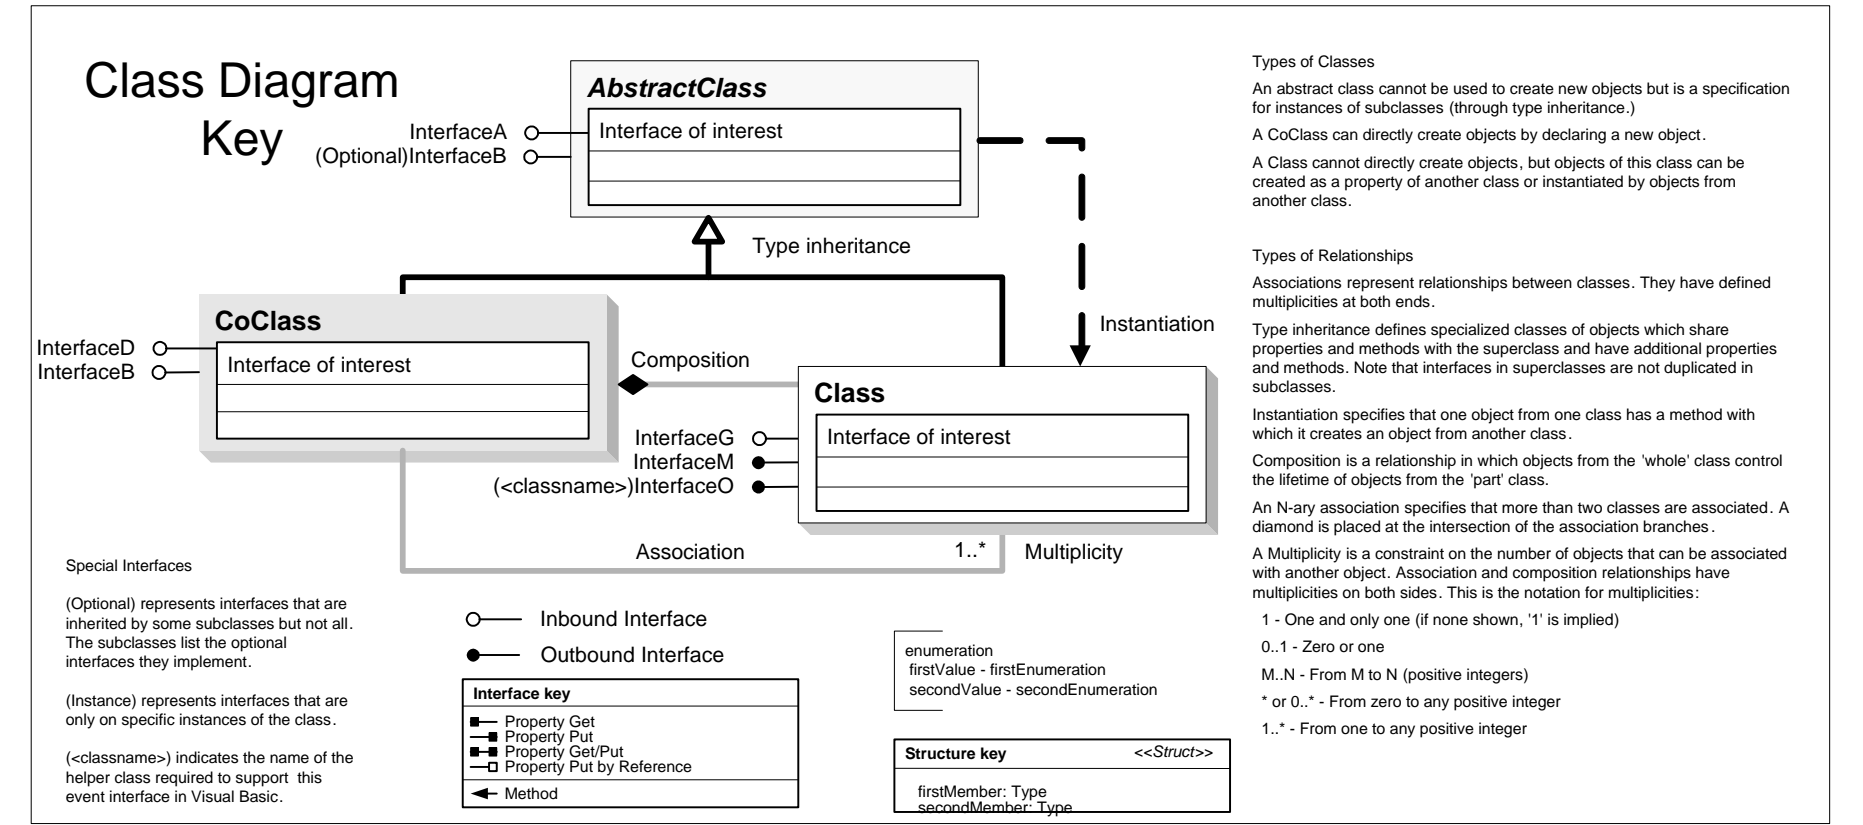 Class Diagram
Key
AbstractClass
Interface of interest
InterfaceA
(Optional)InterfaceB
Type inheritance
Instantiation
CoClass
Interface of interest
InterfaceD
InterfaceB
Composition
Class
Interface of interest
InterfaceG
InterfaceM
(<classname>)InterfaceO
Association
1..*
Multiplicity
Special Interfaces
(Optional) represents interfaces that are
inherited by some subclasses but not all.
The subclasses list the optional
interfaces they implement.
(Instance) represents interfaces that are
only on specific instances of the class.
(<classname>) indicates the name of the
helper class required to support this
event interface in Visual Basic.
Inbound Interface
Outbound Interface
Interface key
Property Get
Property Put
Property Get/Put
Property Put by Reference
Method
enumeration
firstValue - firstEnumeration
secondValue - secondEnumeration
Structure key
<<Struct>>
firstMember: Type
secondMember: Type
Types of Classes
An abstract class cannot be used to create new objects but is a specification
for instances of subclasses (through type inheritance.)
A CoClass can directly create objects by declaring a new object.
A Class cannot directly create objects, but objects of this class can be
created as a property of another class or instantiated by objects from
another class.
Types of Relationships
Associations represent relationships between classes. They have defined
multiplicities at both ends.
Type inheritance defines specialized classes of objects which share
properties and methods with the superclass and have additional properties
and methods. Note that interfaces in superclasses are not duplicated in
subclasses.
Instantiation specifies that one object from one class has a method with
which it creates an object from another class.
Composition is a relationship in which objects from the 'whole' class control
the lifetime of objects from the 'part' class.
An N-ary association specifies that more than two classes are associated. A
diamond is placed at the intersection of the association branches.
A Multiplicity is a constraint on the number of objects that can be associated
with another object. Association and composition relationships have
multiplicities on both sides. This is the notation for multiplicities:
1 - One and only one (if none shown, '1' is implied)
0..1 - Zero or one
M..N - From M to N (positive integers)
* or 0..* - From zero to any positive integer
1..* - From one to any positive integer